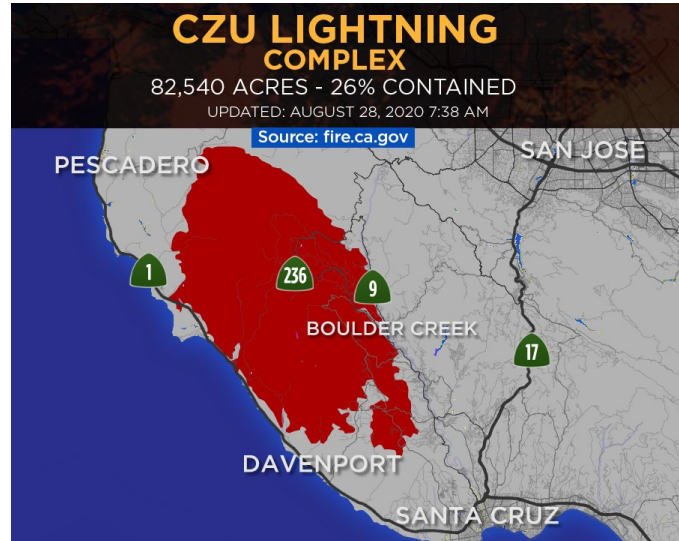 CZU LIGHTNING
COMPLEX
82,540 ACRES - 26% CONTAINED
UPDATED: AUGUST 28, 2020 7:38 AM
Source: fire.ca.gov
PESCADERO
SAN JOSE
1
236
9
BOULDER CREEK
17
DAVENPORT
SANTA CRUZ